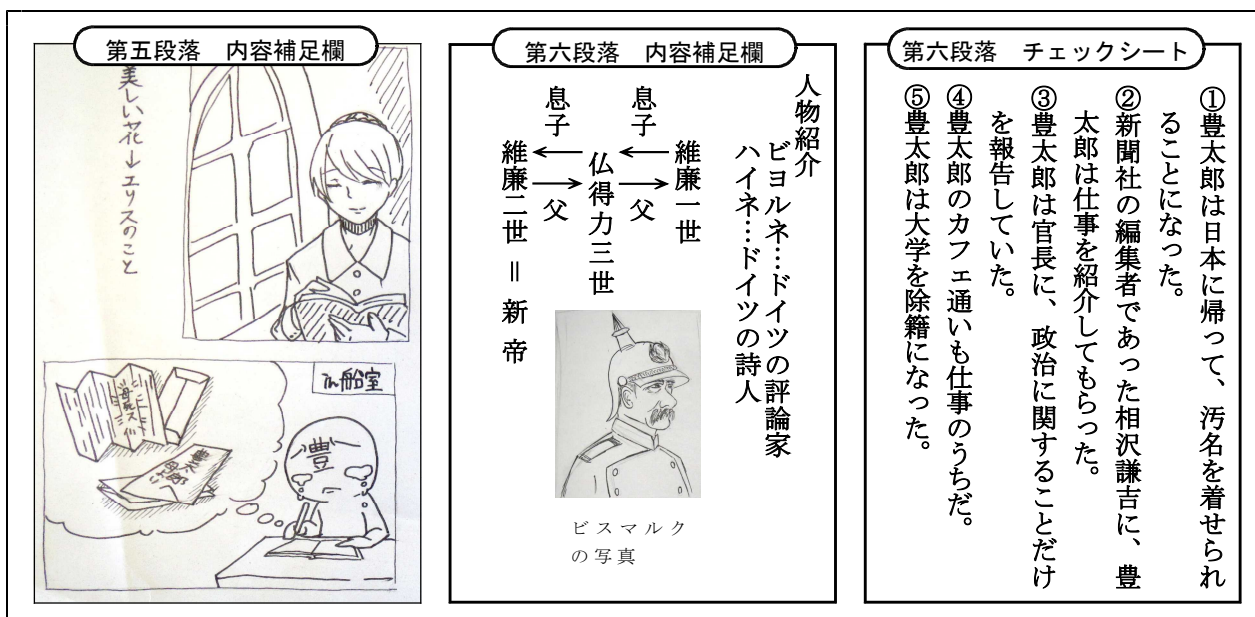 第六段落　チェックシート
①豊太郎は日本に帰って、汚名を着せられ
ることになった。
②新聞社の編集者であった相沢謙吉に、豊
太郎は仕事を紹介してもらった。
③豊太郎は官長に、政治に関することだけ
を報告していた。
④豊太郎のカフェ通いも仕事のうちだ。
⑤豊太郎は大学を除籍になった。
第六段落　内容補足欄
人物紹介
ビヨルネ…ドイツの評論家
ハイネ…ドイツの詩人
維廉一世
息子
父
仏得力三世
息子
父
維廉二世＝新帝
ビスマルク
の写真
第五段落　内容補足欄
美しい花→エリスのこと
in船室
豊
母死ス